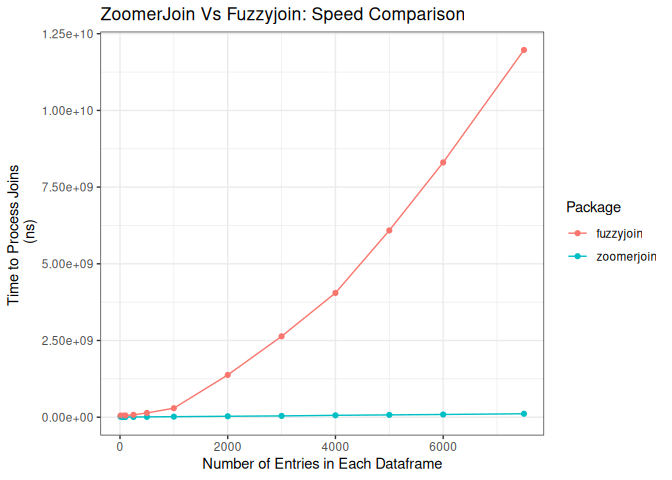 ZoomerJoin Vs Fuzzyjoin: Speed Comparison
1.25e+10
1.00e+10
7.50e+09
5.00e+09
2.50e+09
0.00e+00
Time to Process Joins
(ns)
0
2000
4000
6000
Number of Entries in Each Dataframe
Package
fuzzyjoin
zoomerjoin